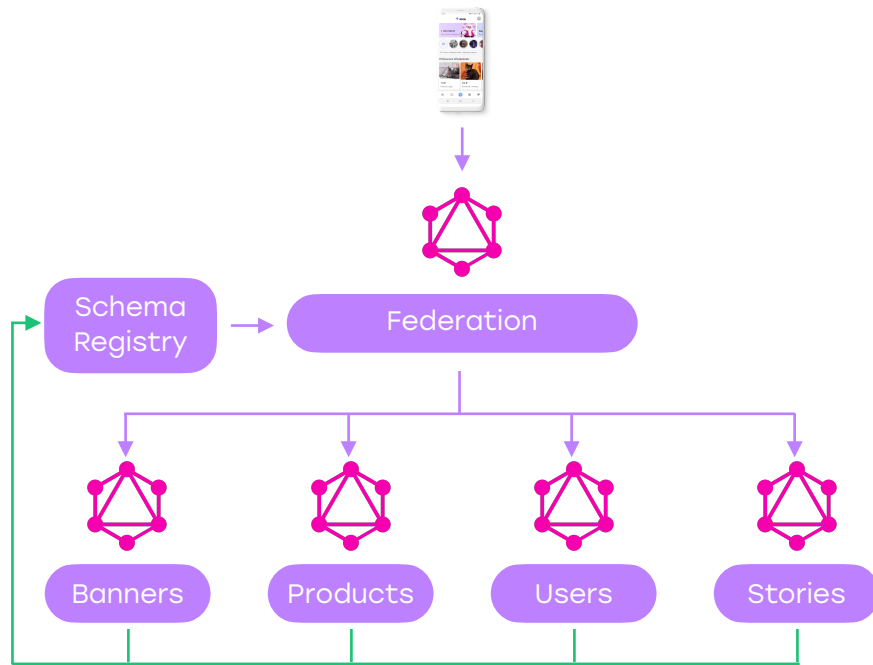 Schema
Registry
Federation
Banners
Products
Users
Stories